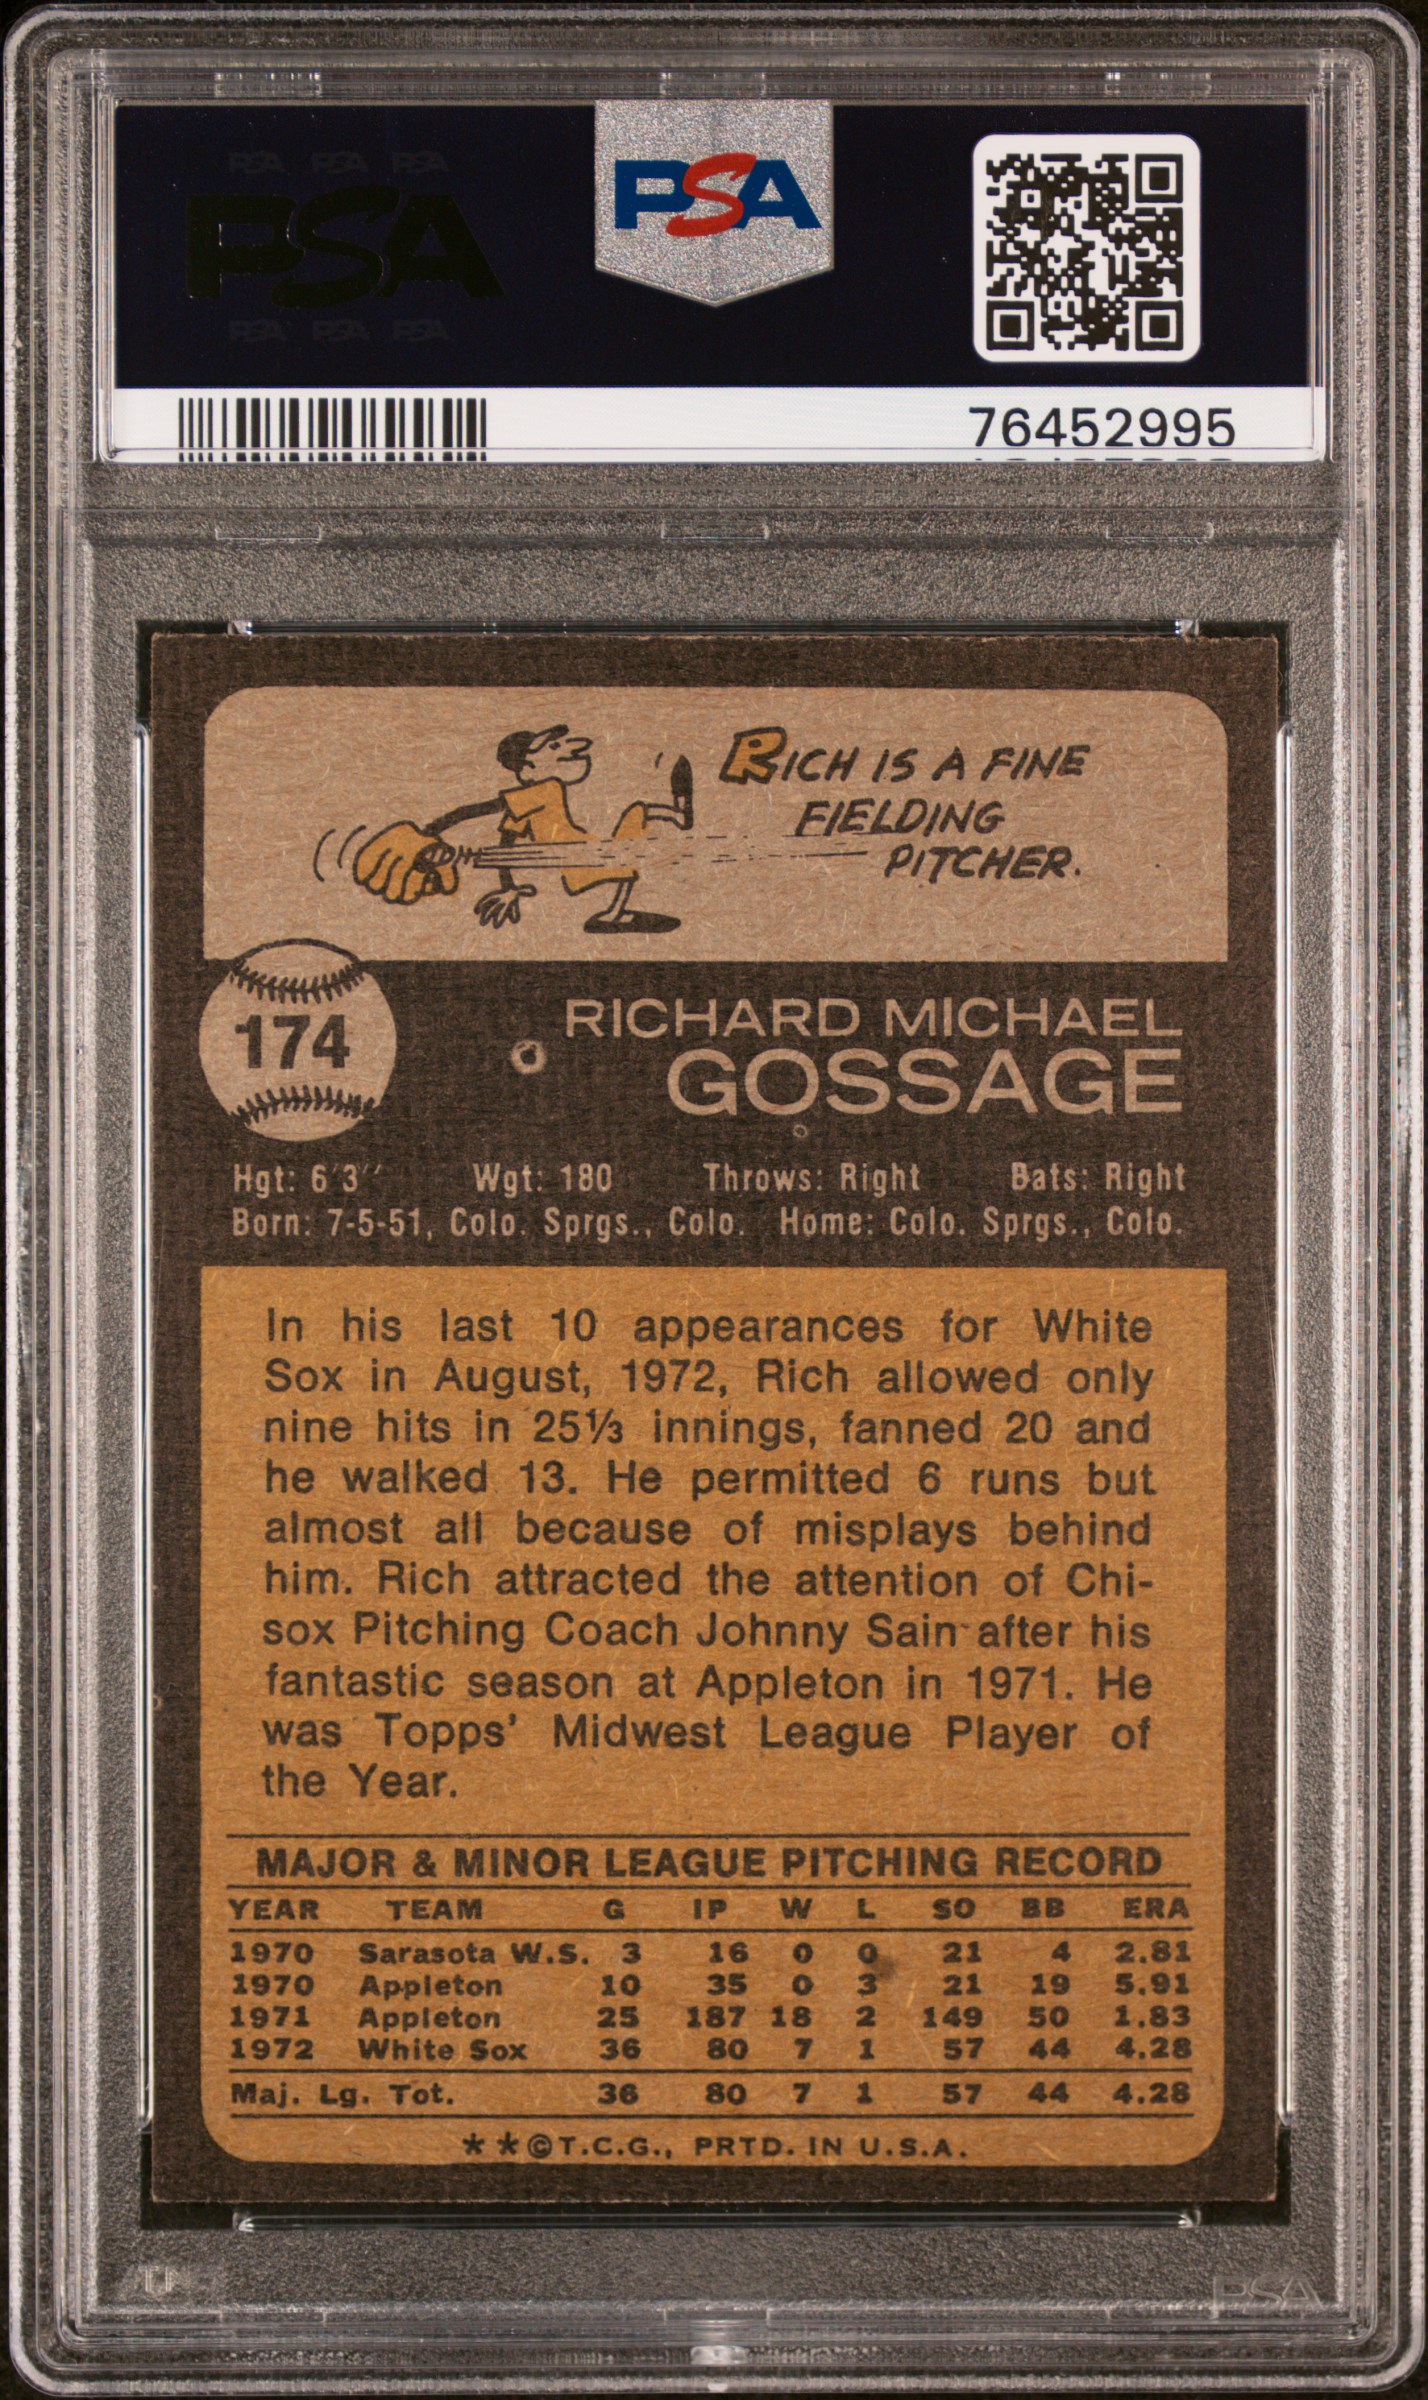 PSA PSA PSA
PSA
PSA PSA PSA
PSA
76452995
RICH IS A FINE
FIELDING
PITCHER.
174
RICHARD MICHAEL
GOSSAGE
Hgt: 6'3'' Wgt: 180 Throws: Right Bats: Right
Born: 7-5-51, Colo. Sprgs., Colo. Home: Colo. Sprgs., Colo.
In his last 10 appearances for White
Sox in August, 1972, Rich allowed only
nine hits in 25⅓ innings, fanned 20 and
he walked 13. He permitted 6 runs but
almost all because of misplays behind
him. Rich attracted the attention of Chi-
sox Pitching Coach Johnny Sain after his
fantastic season at Appleton in 1971. He
was Topps' Midwest League Player of
the Year.
MAJOR & MINOR LEAGUE PITCHING RECORD
YEAR TEAM G IP W L SO BB ERA
1970 Sarasota W.S. 3 16 0 0 21 4 2.81
1970 Appleton 10 35 0 3 21 19 5.91
1971 Appleton 25 187 18 2 149 50 1.83
1972 White Sox 36 80 7 1 57 44 4.28
Maj. Lg. Tot. 36 80 7 1 57 44 4.28
**©T.C.G., PRTD. IN U.S.A.
PSA